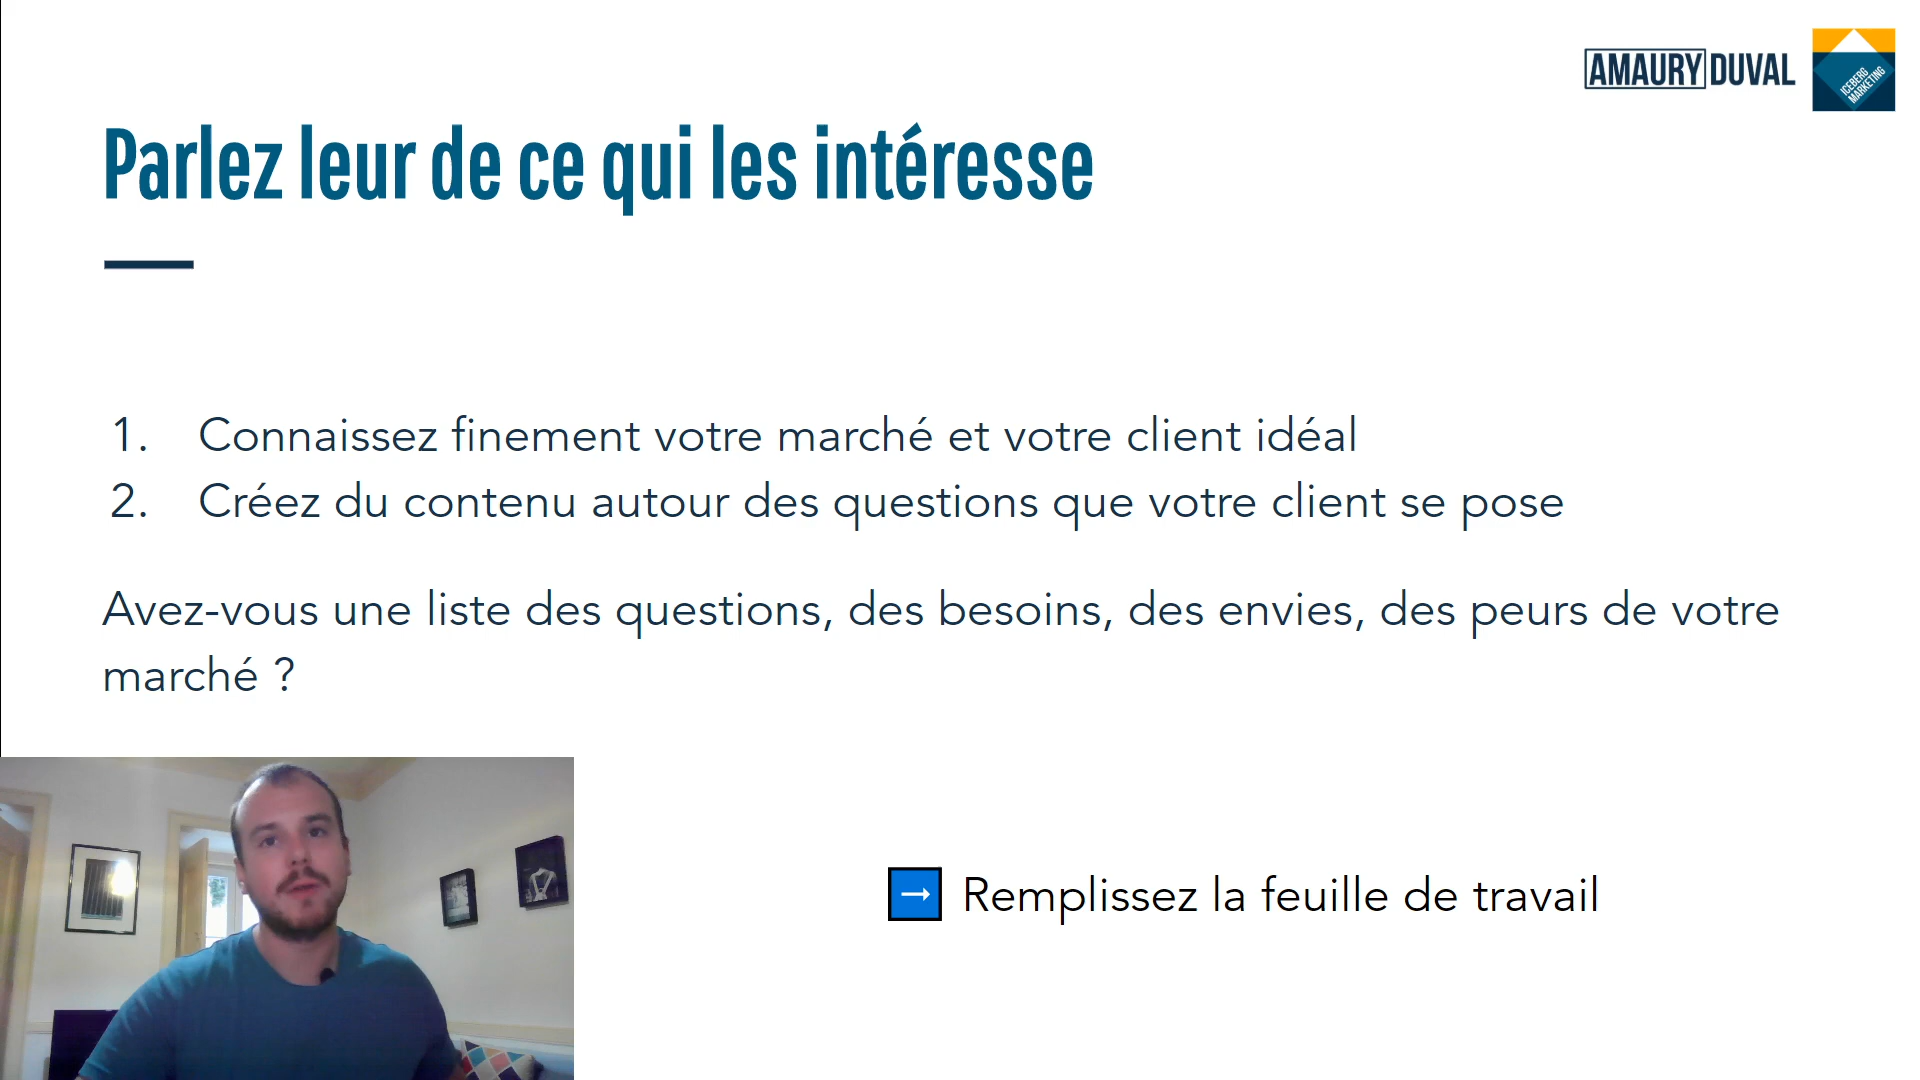 AMAURY DUVAL
ICEBERG
MARKETING
Parlez leur de ce qui les intéresse
1. Connaissez finement votre marché et votre client idéal
2. Créez du contenu autour des questions que votre client se pose
Avez-vous une liste des questions, des besoins, des envies, des peurs de votre
marché ?
→ Remplissez la feuille de travail